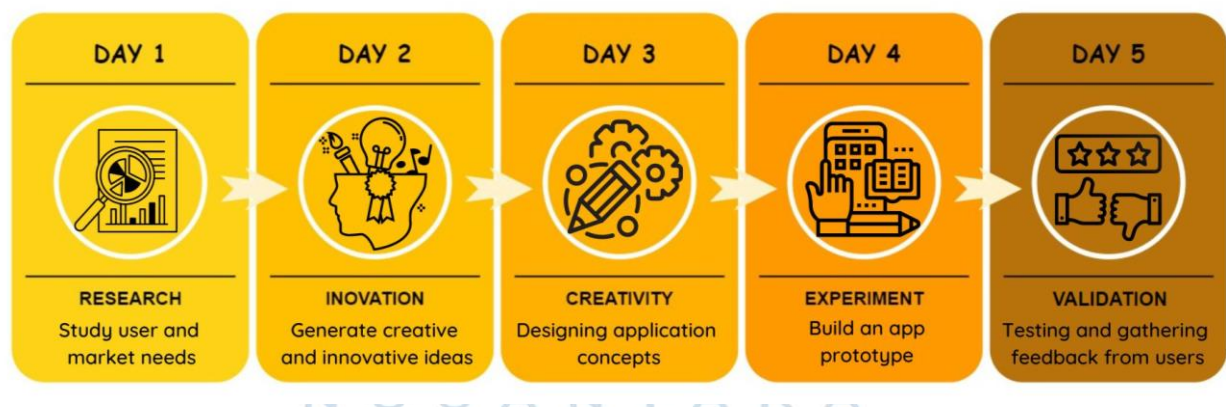 DAY 1
RESEARCH
Study user and
market needs
DAY 2
INOVATION
Generate creative
and innovative ideas
DAY 3
CREATIVITY
Designing application
concepts
DAY 4
EXPERIMENT
Build an app
prototype
DAY 5
VALIDATION
Testing and gathering
feedback from users